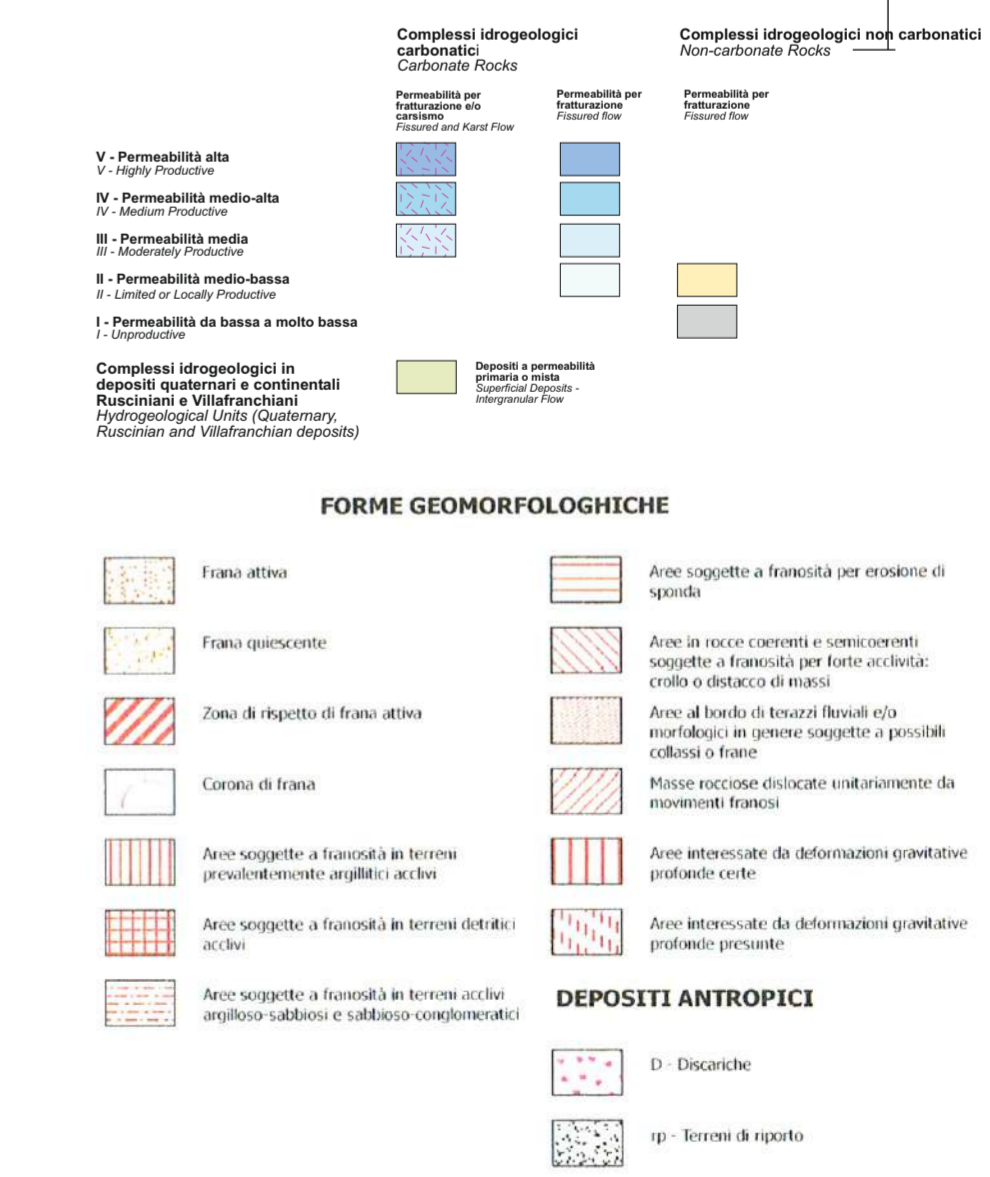 Complessi idrogeologici
carbonatici
Carbonate Rocks
Complessi idrogeologici non carbonatici
Non-carbonate Rocks
Permeabilità per
fratturazione e/o
carsismo
Fissured and Karst Flow
Permeabilità per
fratturazione
Fissured flow
Permeabilità per
fratturazione
Fissured flow
V - Permeabilità alta
V - Highly Productive
IV - Permeabilità medio-alta
IV - Medium Productive
III - Permeabilità media
III - Moderately Productive
II - Permeabilità medio-bassa
II - Limited or Locally Productive
I - Permeabilità da bassa a molto bassa
I - Unproductive
Complessi idrogeologici in
depositi quaternari e continentali
Rusciniani e Villafranchiani
Hydrogeological Units (Quaternary,
Ruscinian and Villafranchian deposits)
Depositi a permeabilità
primaria o mista
Superficial Deposits -
Intergranular Flow
FORME GEOMORFOLOGHICHE
Frana attiva
Frana quiescente
Zona di rispetto di frana attiva
Corona di frana
Aree soggette a franosità in terreni
prevalentemente argillitici acclivi
Aree soggette a franosità in terreni detritici
acclivi
Aree soggette a franosità in terreni acclivi
argilloso-sabbiosi e sabbioso-conglomeratici
Aree soggette a franosità per erosione di
sponda
Aree in rocce coerenti e semicoerenti
soggette a franosità per forte acclività:
crollo o distacco di massi
Aree al bordo di terazzi fluviali e/o
morfologici in genere soggette a possibili
collassi o frane
Masse rocciose dislocate unitariamente da
movimenti franosi
Aree interessate da deformazioni gravitative
profonde certe
Aree interessate da deformazioni gravitative
profonde presunte
DEPOSITI ANTROPICI
D - Discariche
rp - Terreni di riporto